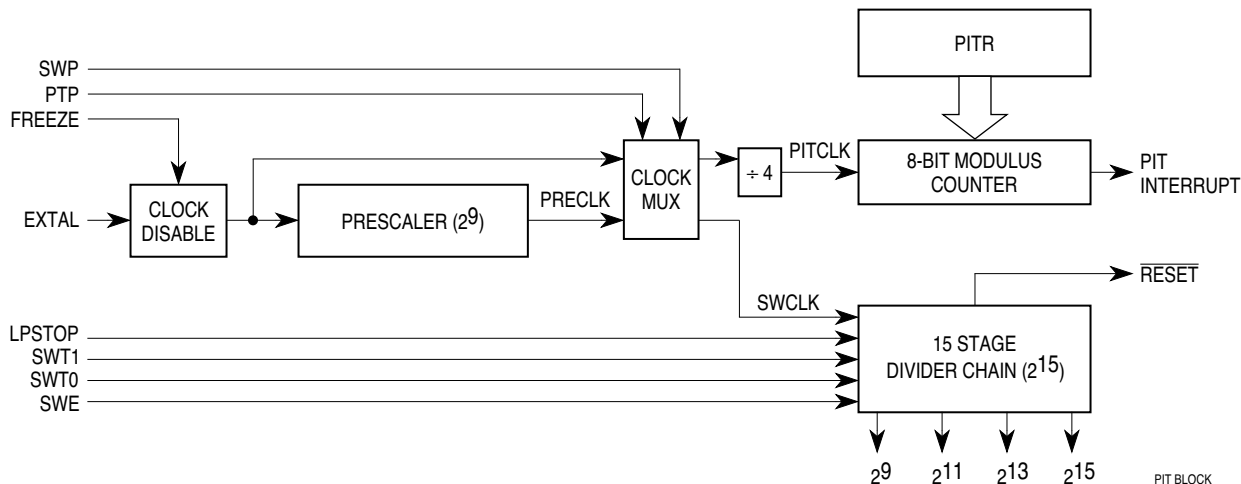 PITR
SWP
PTP
FREEZE
CLOCK
MUX
÷ 4
PITCLK
8-BIT MODULUS
COUNTER
PIT
INTERRUPT
EXTAL
CLOCK
DISABLE
PRESCALER (2⁹)
PRECLK
RESET
SWCLK
LPSTOP
SWT1
SWT0
SWE
15 STAGE
DIVIDER CHAIN (2¹⁵)
2⁹
2¹¹
2¹³
2¹⁵
PIT BLOCK